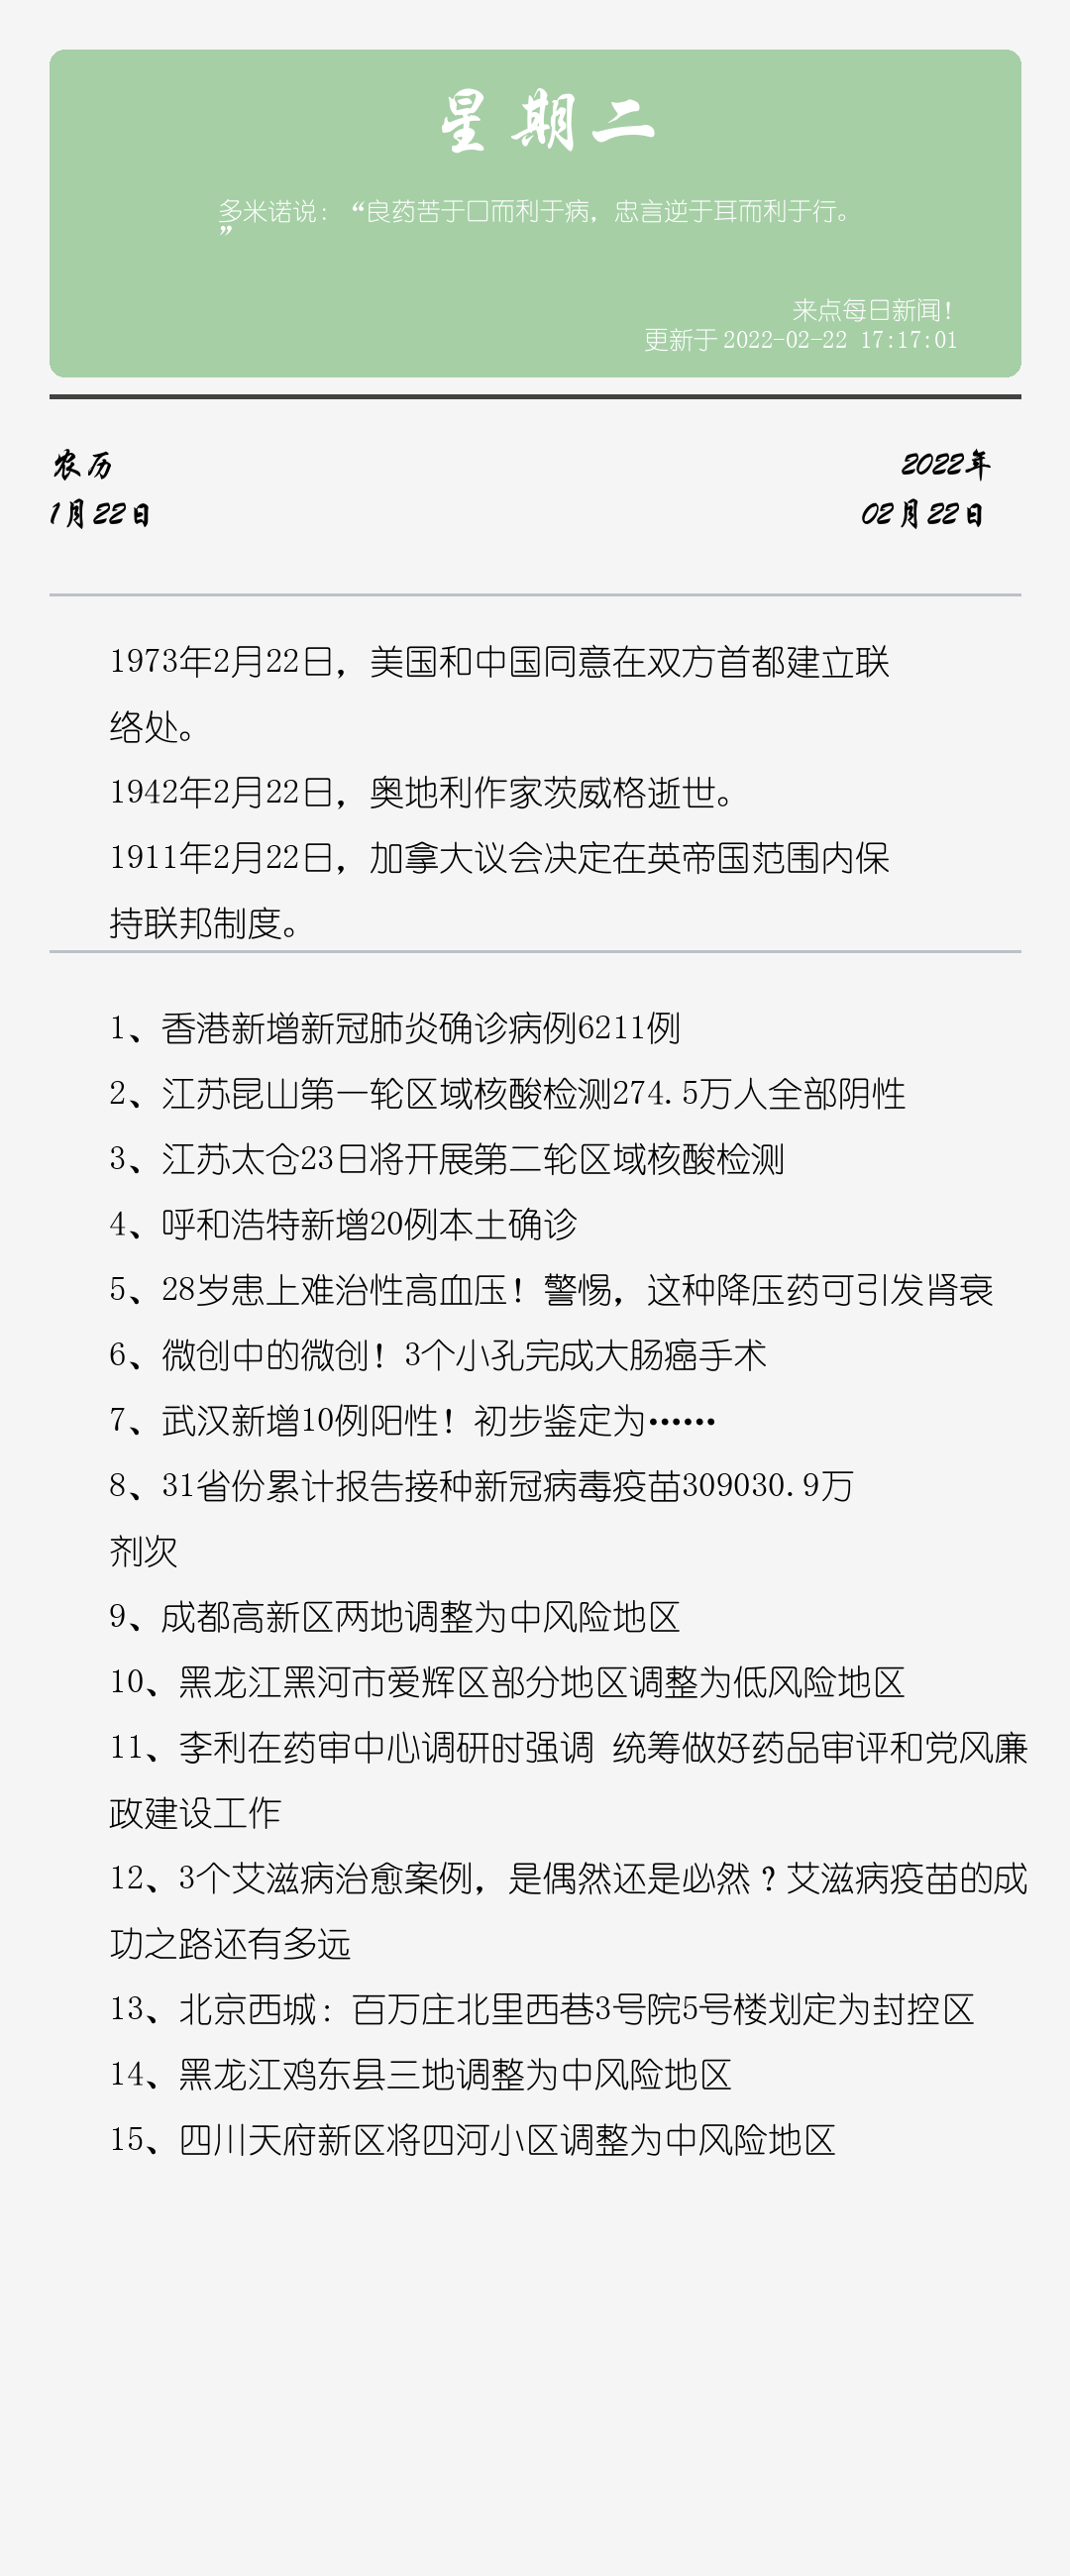 星期二
多米诺说：“良药苦于口而利于病，忠言逆于耳而利于行。
”
来点每日新闻！
更新于 2022-02-22 17:17:01
农历
2022年
1月22日
02月22日
1973年2月22日，美国和中国同意在双方首都建立联
络处。
1942年2月22日，奥地利作家茨威格逝世。
1911年2月22日，加拿大议会决定在英帝国范围内保
持联邦制度。
1、香港新增新冠肺炎确诊病例6211例
2、江苏昆山第一轮区域核酸检测274.5万人全部阴性
3、江苏太仓23日将开展第二轮区域核酸检测
4、呼和浩特新增20例本土确诊
5、28岁患上难治性高血压！警惕，这种降压药可引发肾衰
6、微创中的微创！3个小孔完成大肠癌手术
7、武汉新增10例阳性！初步鉴定为……
8、31省份累计报告接种新冠病毒疫苗309030.9万
剂次
9、成都高新区两地调整为中风险地区
10、黑龙江黑河市爱辉区部分地区调整为低风险地区
11、李利在药审中心调研时强调 统筹做好药品审评和党风廉
政建设工作
12、3个艾滋病治愈案例，是偶然还是必然？艾滋病疫苗的成
功之路还有多远
13、北京西城：百万庄北里西巷3号院5号楼划定为封控区
14、黑龙江鸡东县三地调整为中风险地区
15、四川天府新区将四河小区调整为中风险地区